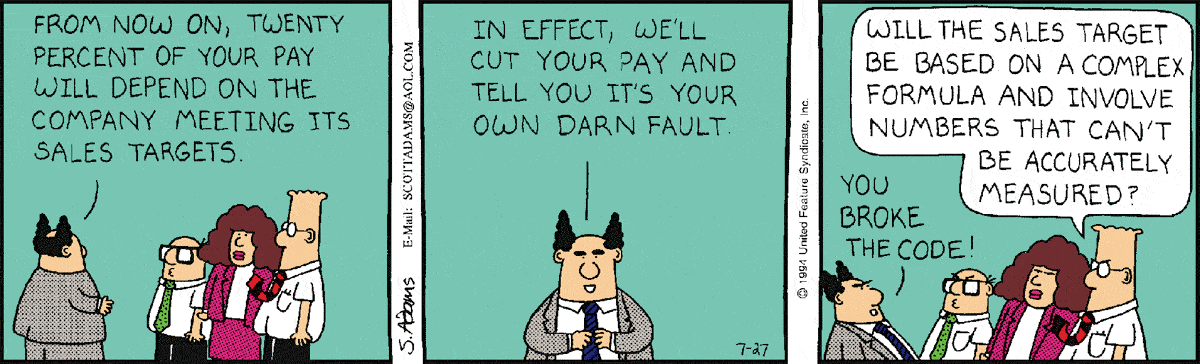 FROM NOW ON, TWENTY
PERCENT OF YOUR PAY
WILL DEPEND ON THE
COMPANY MEETING ITS
SALES TARGETS.
S. Adams
E-Mail: SCOTTADAMS@AOL.COM
IN EFFECT, WE'LL
CUT YOUR PAY AND
TELL YOU IT'S YOUR
OWN DARN FAULT.
7-27
© 1994 United Feature Syndicate, Inc.
WILL THE SALES TARGET
BE BASED ON A COMPLEX
FORMULA AND INVOLVE
NUMBERS THAT CAN'T
BE ACCURATELY
MEASURED?
YOU
BROKE
THE CODE!